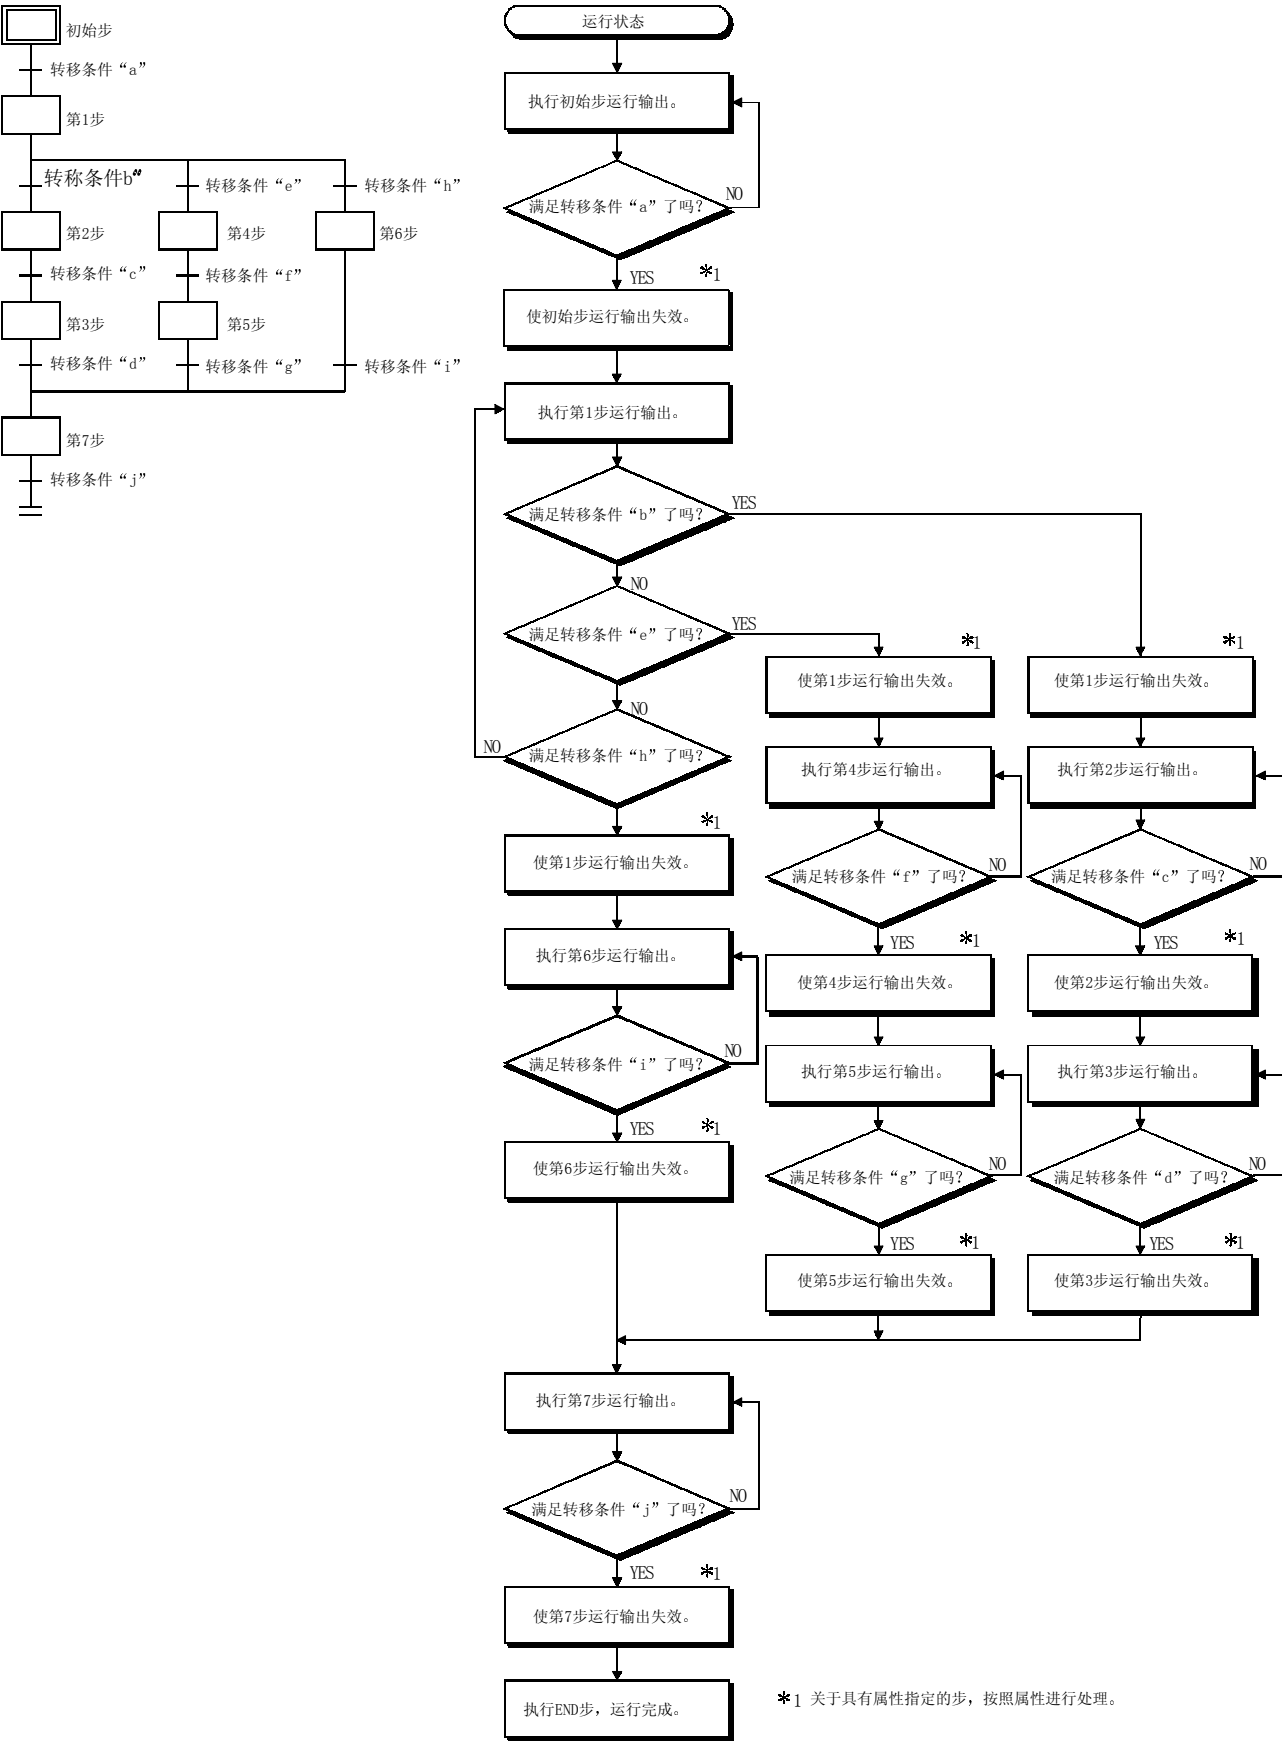 初始步
转移条件“a”
第1步
转称条件b“
转移条件“e”
转移条件“h”
第2步
第4步
第6步
转移条件“c”
转移条件“f”
第3步
第5步
转移条件“d”
转移条件“g”
转移条件“i”
第7步
转移条件“j”
运行状态
执行初始步运行输出。
满足转移条件“a”了吗?
NO
YES
*1
使初始步运行输出失效。
执行第1步运行输出。
满足转移条件“b”了吗?
YES
NO
满足转移条件“e”了吗?
YES
NO
满足转移条件“h”了吗?
NO
*1
使第1步运行输出失效。
执行第6步运行输出。
满足转移条件“i”了吗?
NO
YES
*1
使第6步运行输出失效。
*1
使第1步运行输出失效。
执行第4步运行输出。
满足转移条件“f”了吗?
NO
YES
*1
使第4步运行输出失效。
执行第5步运行输出。
满足转移条件“g”了吗?
NO
YES
*1
使第5步运行输出失效。
*1
使第1步运行输出失效。
执行第2步运行输出。
满足转移条件“c”了吗?
NO
YES
*1
使第2步运行输出失效。
执行第3步运行输出。
满足转移条件“d”了吗?
NO
YES
*1
使第3步运行输出失效。
执行第7步运行输出。
满足转移条件“j”了吗?
NO
YES
*1
使第7步运行输出失效。
执行END步，运行完成。
*1 关于具有属性指定的步，按照属性进行处理。